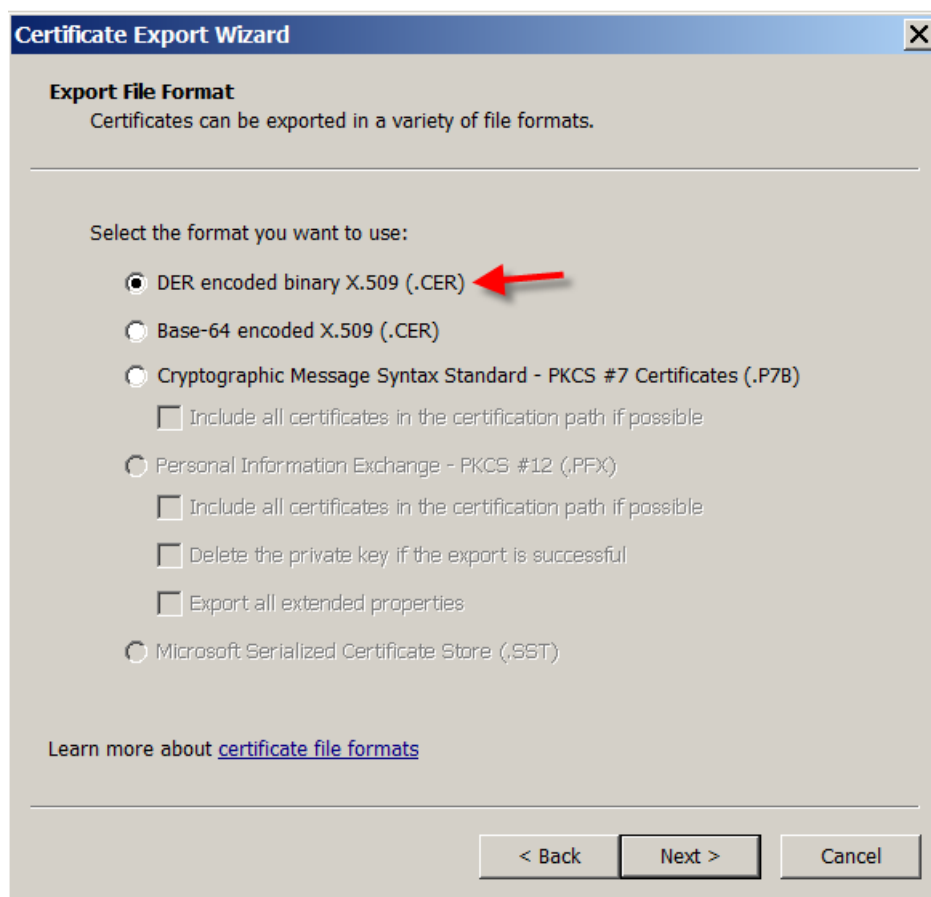 Certificate Export Wizard
Export File Format
Certificates can be exported in a variety of file formats.
Select the format you want to use:
DER encoded binary X.509 (.CER)
Base-64 encoded X.509 (.CER)
Cryptographic Message Syntax Standard - PKCS #7 Certificates (.P7B)
Include all certificates in the certification path if possible
Personal Information Exchange - PKCS #12 (.PFX)
Include all certificates in the certification path if possible
Delete the private key if the export is successful
Export all extended properties
Microsoft Serialized Certificate Store (.SST)
Learn more about certificate file formats
< Back Next > Cancel